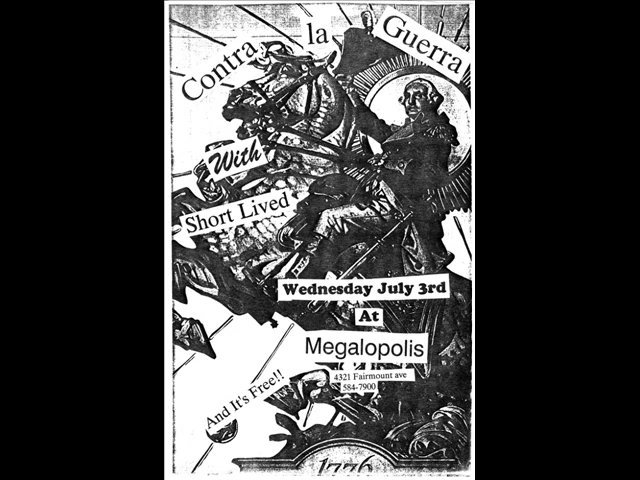 Contra la Guerra
With
Short Lived
Wednesday July 3rd
At
Megalopolis
4321 Fairmount ave
584-7900
And It's Free!!
1776